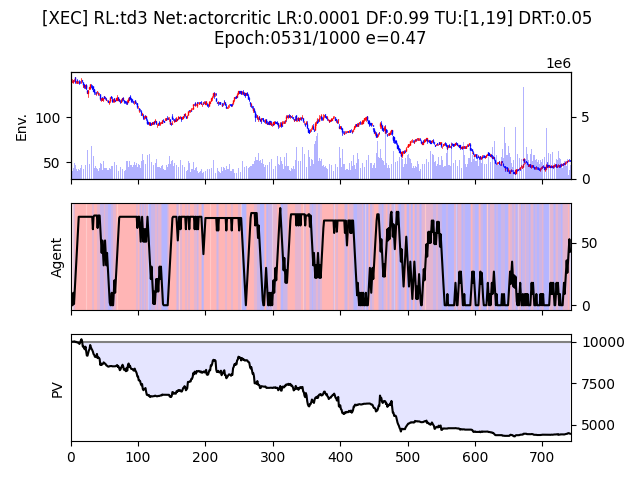 [XEC] RL:td3 Net:actorcritic LR:0.0001 DF:0.99 TU:[1,19] DRT:0.05
Epoch:0531/1000 e=0.47
1e6
Env.
100
50
5
0
Agent
50
0
PV
10000
7500
5000
0 100 200 300 400 500 600 700